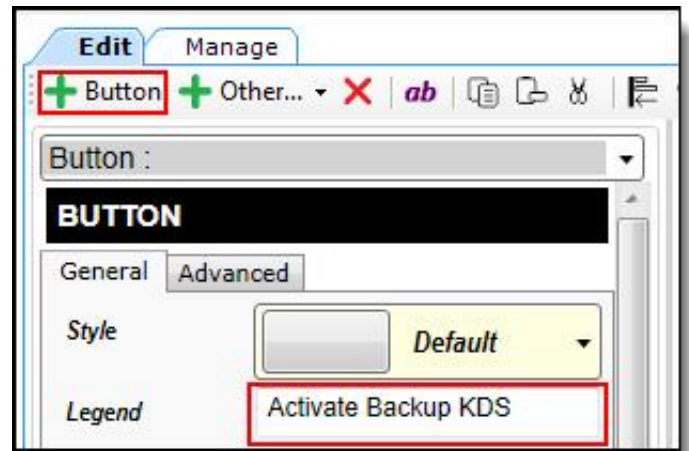 Edit Manage
Button Other... ab
Button :
BUTTON
General Advanced
Style Default
Legend Activate Backup KDS